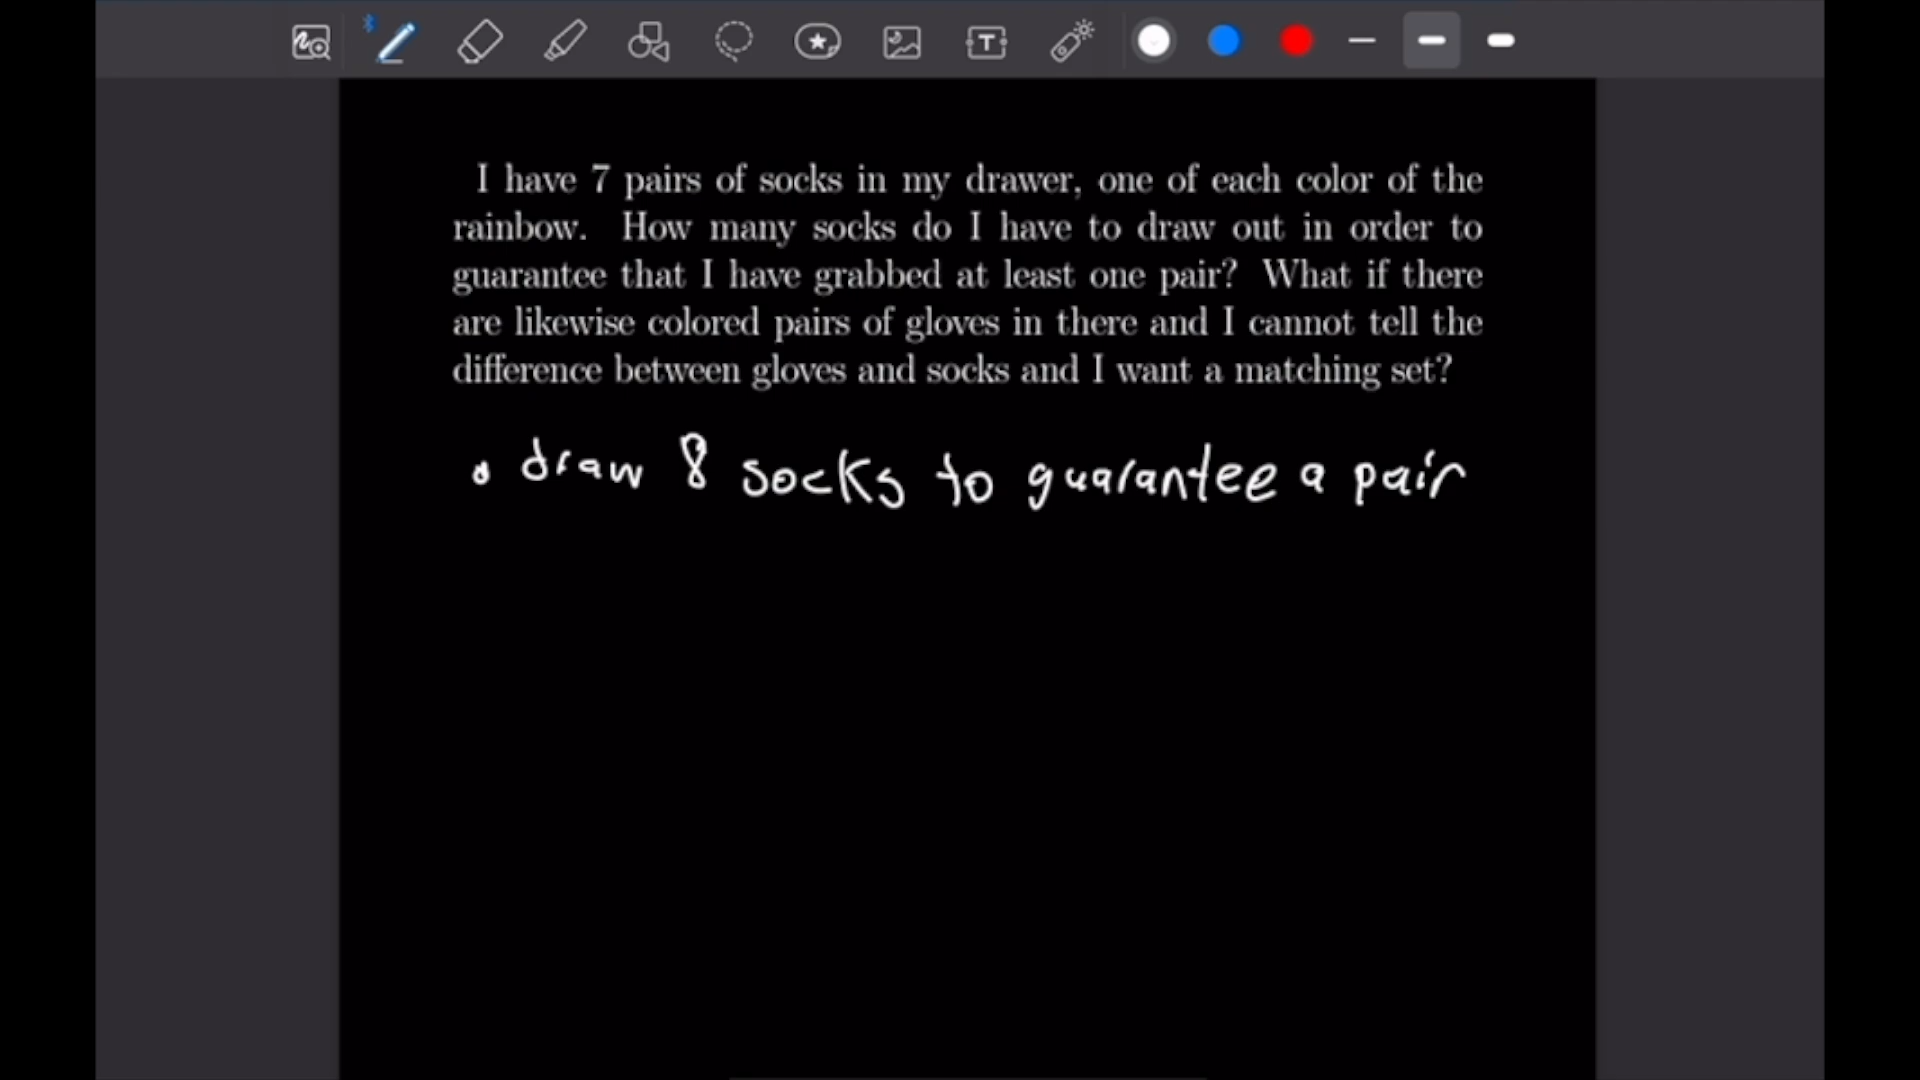 I have 7 pairs of socks in my drawer, one of each color of the
rainbow. How many socks do I have to draw out in order to
guarantee that I have grabbed at least one pair? What if there
are likewise colored pairs of gloves in there and I cannot tell the
difference between gloves and socks and I want a matching set?
• draw 8 socks to guarantee a pair